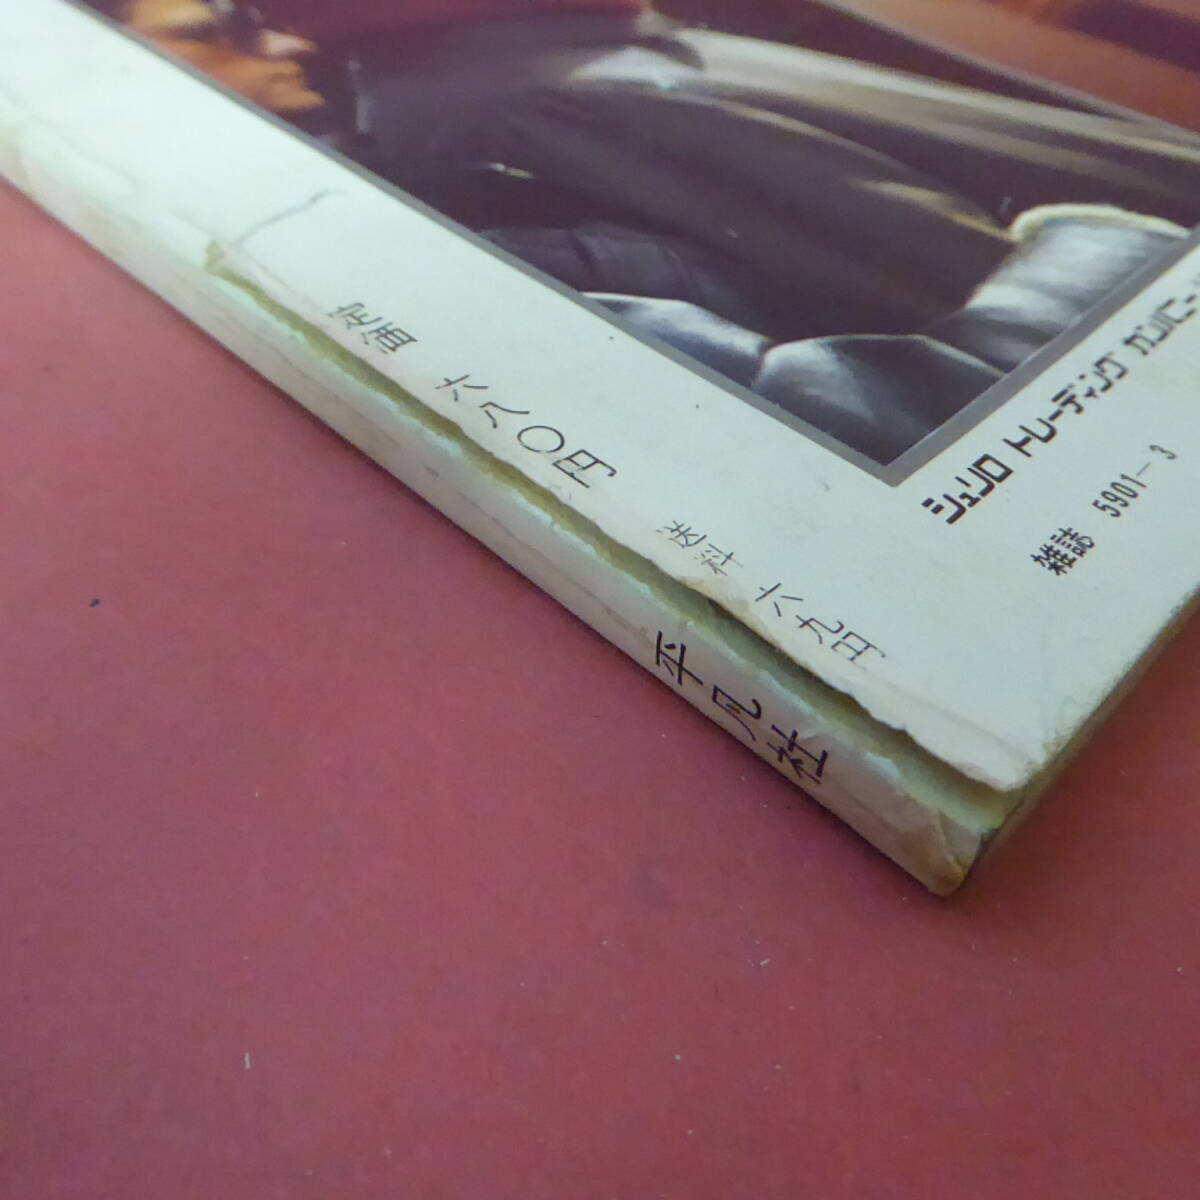 定価 六八〇円 送料 六九円
平凡社
シュリロ トレーディング カンパニー
雑誌 5901－3